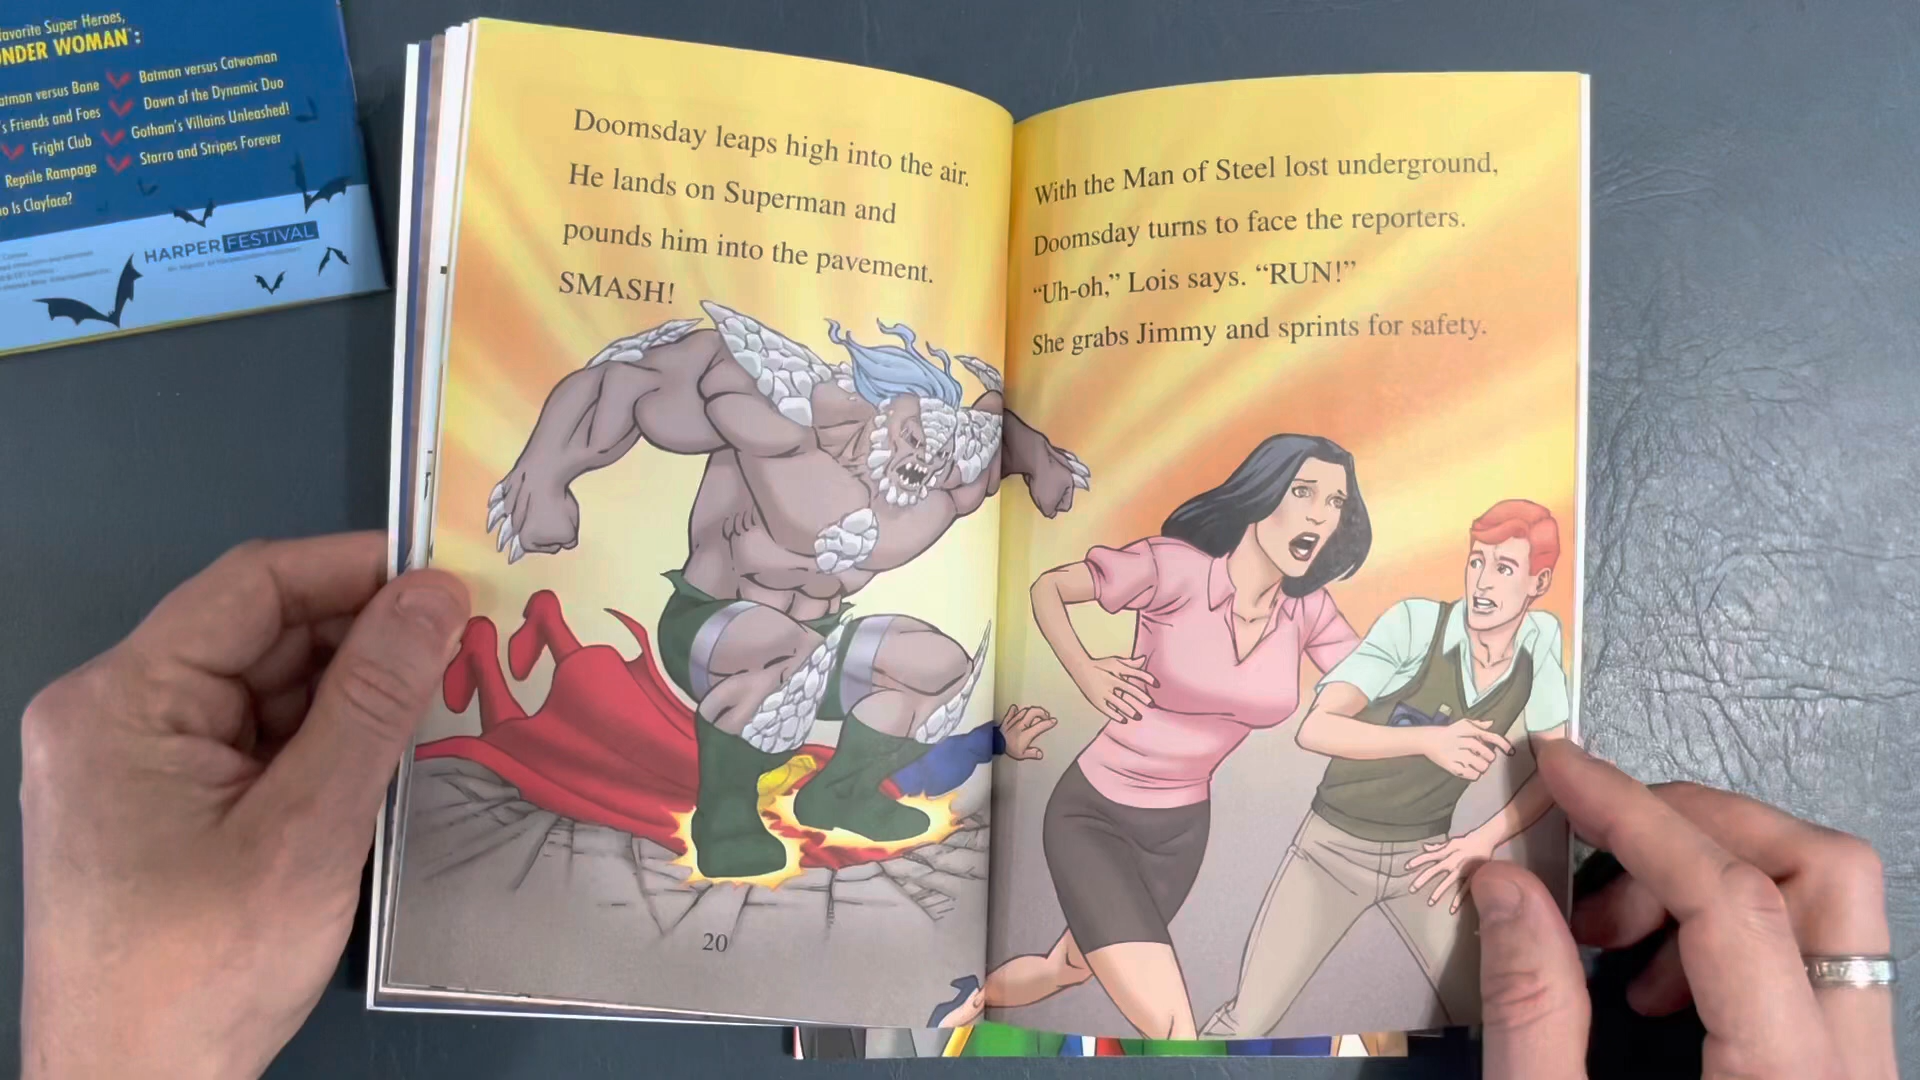 avorite Super Heroes,
NDER WOMAN™:
atman versus Bane
Batman versus Catwoman
's Friends and Foes
Dawn of the Dynamic Duo
Fright Club
Gotham's Villains Unleashed!
Reptile Rampage
Starro and Stripes Forever
o Is Clayface?
HARPER FESTIVAL
Doomsday leaps high into the air.
He lands on Superman and
pounds him into the pavement.
SMASH!
20
With the Man of Steel lost underground,
Doomsday turns to face the reporters.
“Uh-oh,” Lois says. “RUN!”
She grabs Jimmy and sprints for safety.